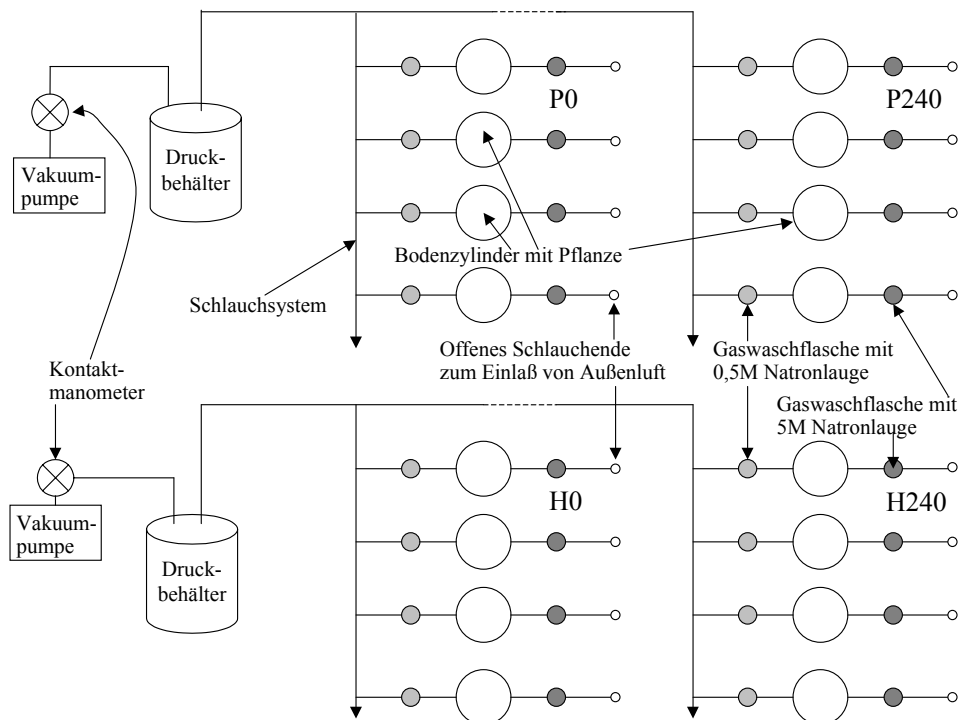 P0
P240
Vakuum-
pumpe
Druck-
behälter
Bodenzylinder mit Pflanze
Schlauchsystem
Offenes Schlauchende
zum Einlaß von Außenluft
Gaswaschflasche mit
0,5M Natronlauge
Kontakt-
manometer
Gaswaschflasche mit
5M Natronlauge
H0
H240
Vakuum-
pumpe
Druck-
behälter